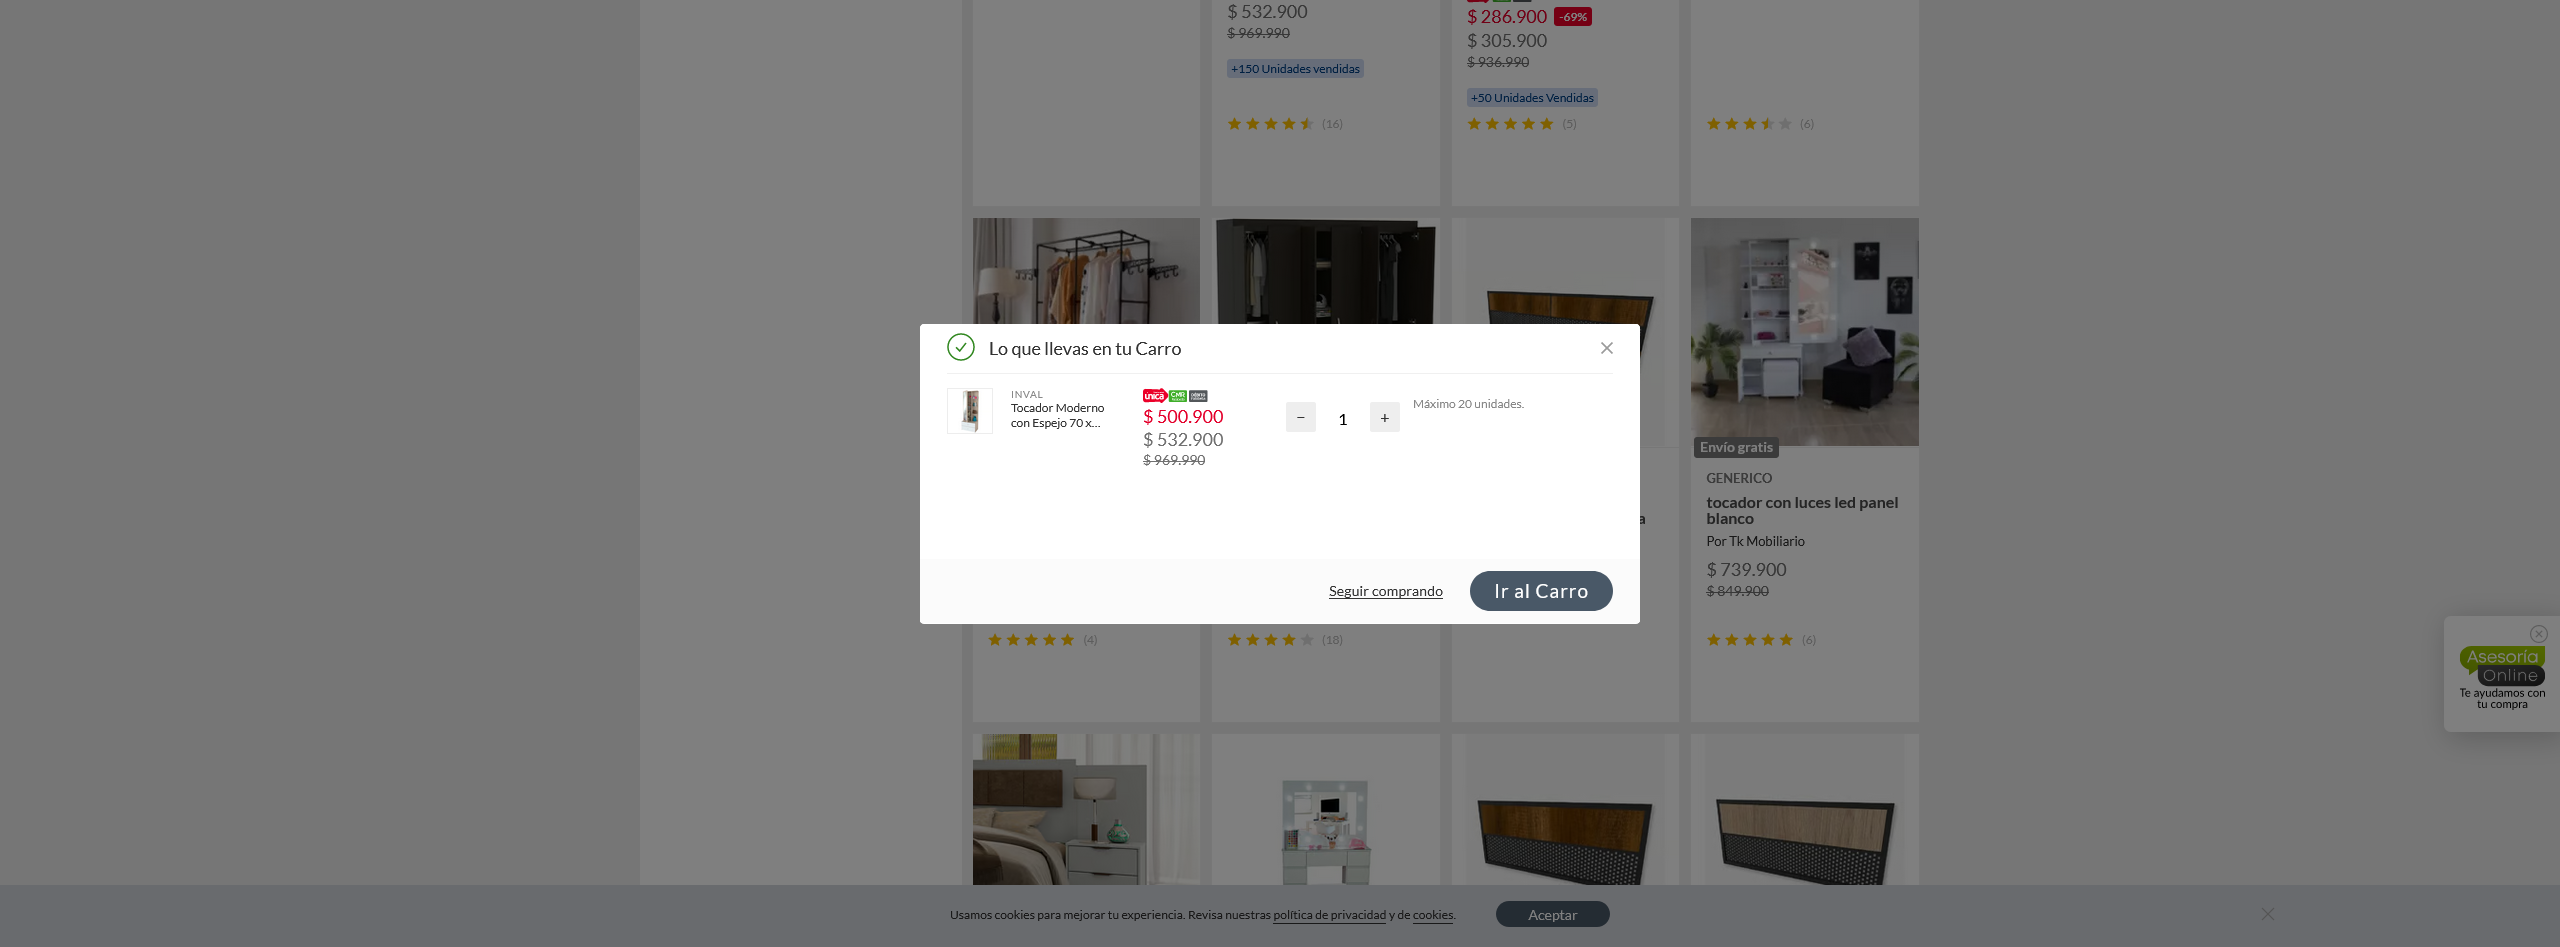 $ 532.900
$ 969.990
+150 Unidades vendidas
(16)
$ 286.900 -69%
$ 305.900
$ 936.990
+50 Unidades Vendidas
(5)
(6)
Lo que llevas en tu Carro
INVAL
Tocador Moderno
con Espejo 70 x...
única CMR
$ 500.900
$ 532.900
$ 969.990
− 1 +
Máximo 20 unidades.
Seguir comprando
Ir al Carro
a
Envío gratis
GENERICO
tocador con luces led panel
blanco
Por Tk Mobiliario
$ 739.900
$ 849.900
(4)
(18)
(6)
Asesoría
Online
Te ayudamos con
tu compra
Usamos cookies para mejorar tu experiencia. Revisa nuestras política de privacidad y de cookies.
Aceptar